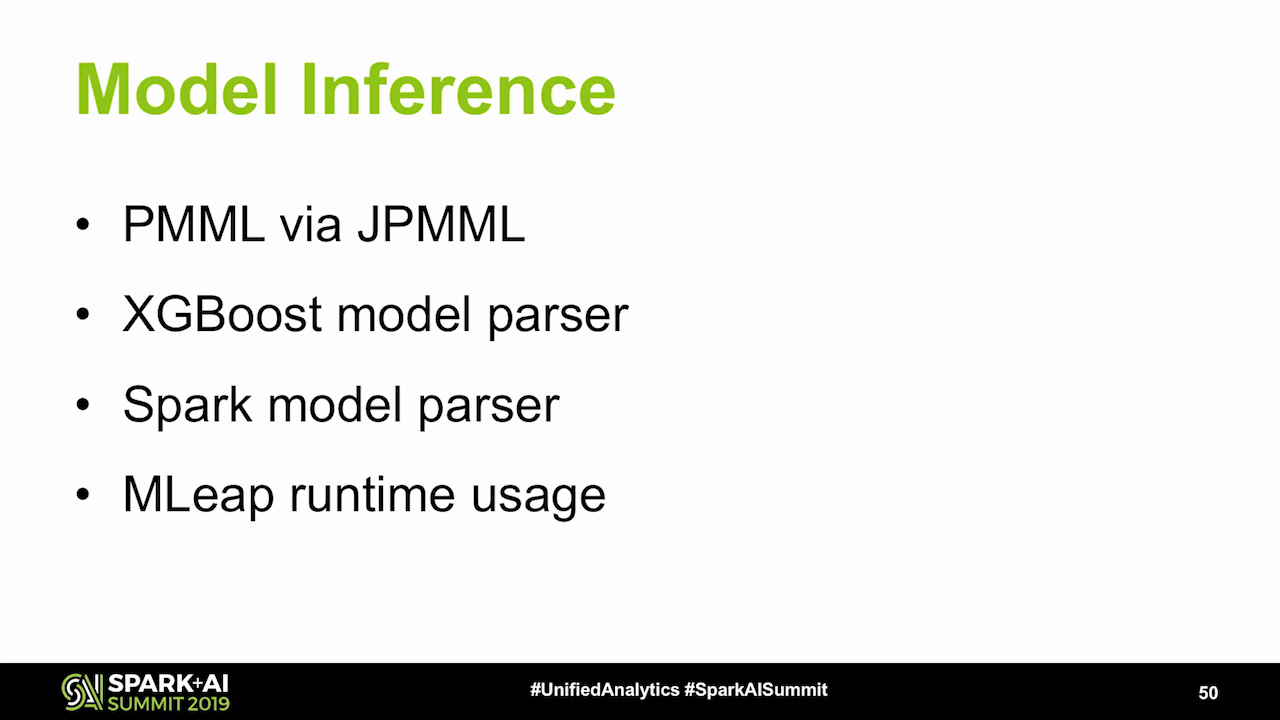 Model Inference
• PMML via JPMML
• XGBoost model parser
• Spark model parser
• MLeap runtime usage
SPARK+AI
SUMMIT 2019
#UnifiedAnalytics #SparkAISummit
50